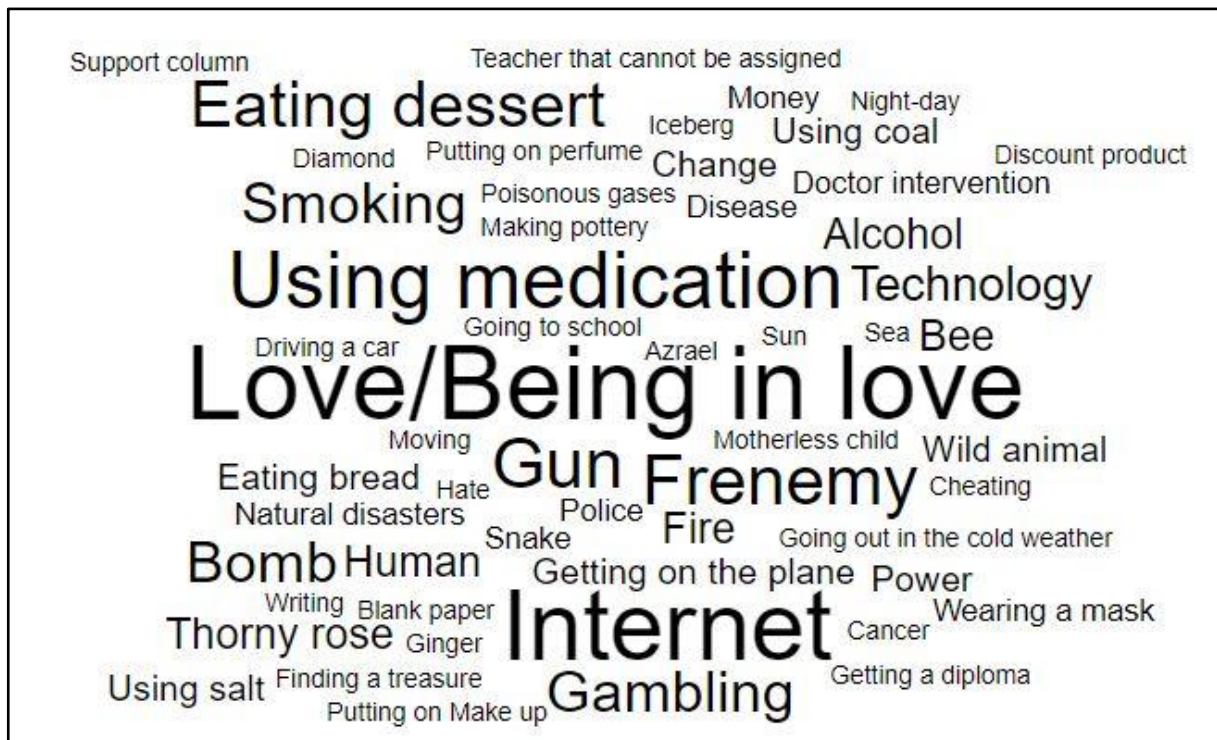 Support column
Teacher that cannot be assigned
Eating dessert
Money
Night-day
Iceberg
Using coal
Diamond
Putting on perfume
Change
Discount product
Smoking
Poisonous gases
Disease
Doctor intervention
Making pottery
Alcohol
Using medication
Technology
Going to school
Driving a car
Azrael
Sun
Sea
Bee
Love/Being in love
Moving
Gun
Motherless child
Wild animal
Eating bread
Hate
Frenemy
Cheating
Natural disasters
Police
Snake
Fire
Going out in the cold weather
Bomb
Human
Getting on the plane
Power
Writing
Blank paper
Internet
Wearing a mask
Thorny rose
Ginger
Cancer
Using salt
Finding a treasure
Gambling
Getting a diploma
Putting on Make up